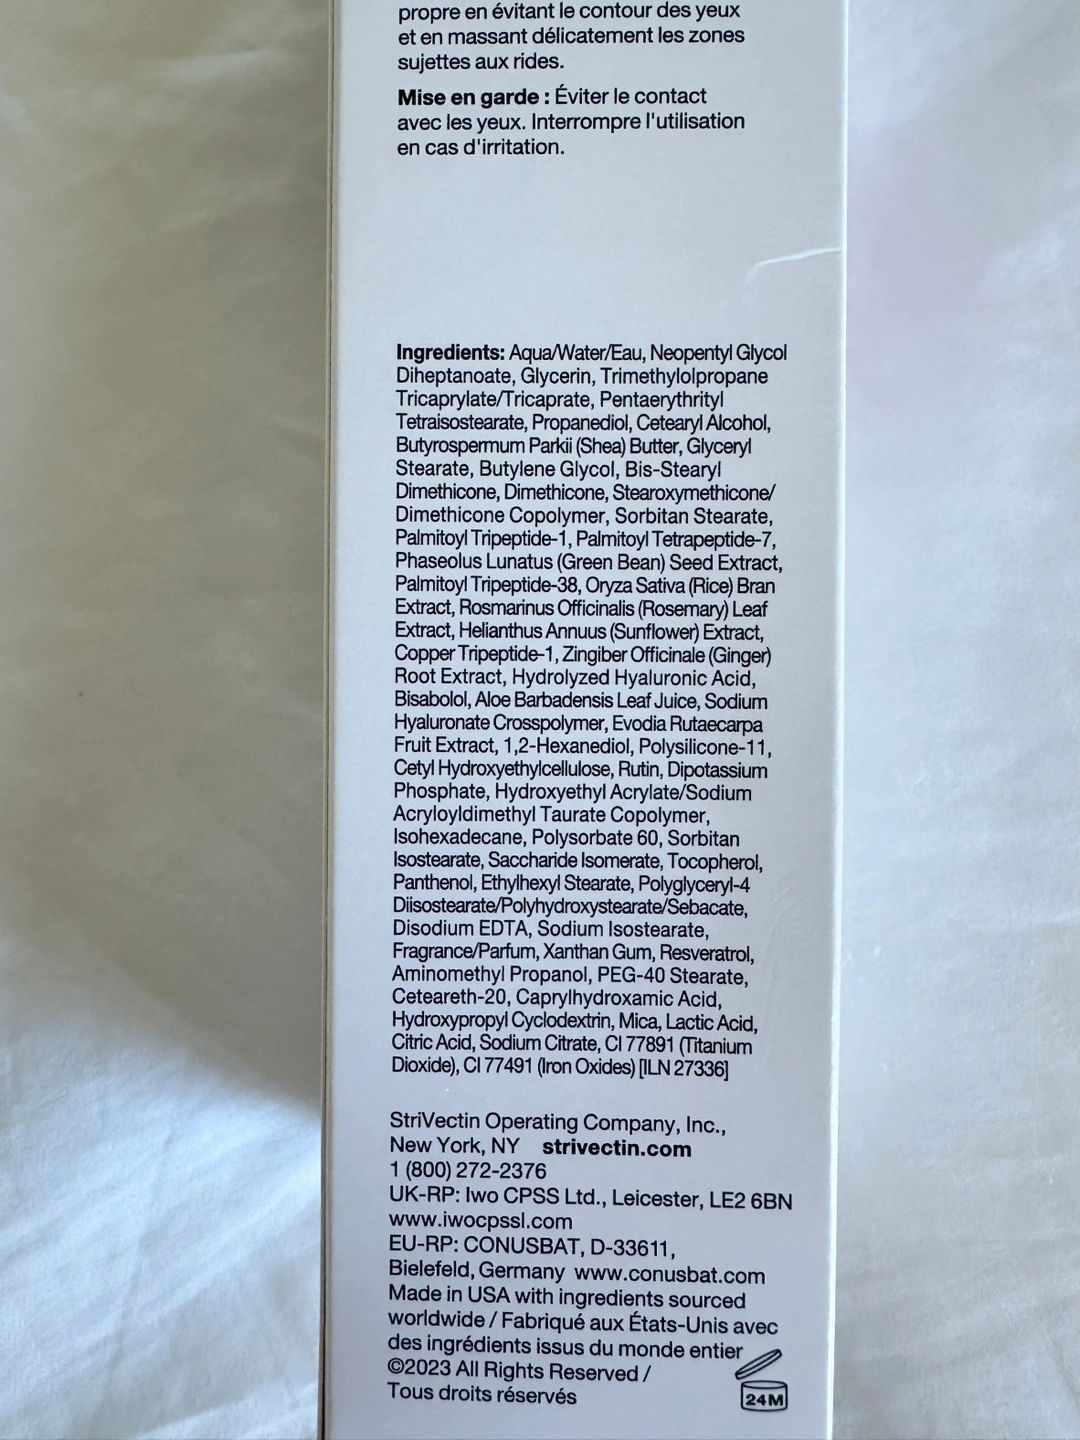 propre en évitant le contour des yeux
et en massant délicatement les zones
sujettes aux rides.
Mise en garde : Éviter le contact
avec les yeux. Interrompre l'utilisation
en cas d'irritation.
Ingredients: Aqua/Water/Eau, Neopentyl Glycol
Diheptanoate, Glycerin, Trimethylolpropane
Tricaprylate/Tricaprate, Pentaerythrityl
Tetraisostearate, Propanediol, Cetearyl Alcohol,
Butyrospermum Parkii (Shea) Butter, Glyceryl
Stearate, Butylene Glycol, Bis-Stearyl
Dimethicone, Dimethicone, Stearoxymethicone/
Dimethicone Copolymer, Sorbitan Stearate,
Palmitoyl Tripeptide-1, Palmitoyl Tetrapeptide-7,
Phaseolus Lunatus (Green Bean) Seed Extract,
Palmitoyl Tripeptide-38, Oryza Sativa (Rice) Bran
Extract, Rosmarinus Officinalis (Rosemary) Leaf
Extract, Helianthus Annuus (Sunflower) Extract,
Copper Tripeptide-1, Zingiber Officinale (Ginger)
Root Extract, Hydrolyzed Hyaluronic Acid,
Bisabolol, Aloe Barbadensis Leaf Juice, Sodium
Hyaluronate Crosspolymer, Evodia Rutaecarpa
Fruit Extract, 1,2-Hexanediol, Polysilicone-11,
Cetyl Hydroxyethylcellulose, Rutin, Dipotassium
Phosphate, Hydroxyethyl Acrylate/Sodium
Acryloyldimethyl Taurate Copolymer,
Isohexadecane, Polysorbate 60, Sorbitan
Isostearate, Saccharide Isomerate, Tocopherol,
Panthenol, Ethylhexyl Stearate, Polyglyceryl-4
Diisostearate/Polyhydroxystearate/Sebacate,
Disodium EDTA, Sodium Isostearate,
Fragrance/Parfum, Xanthan Gum, Resveratrol,
Aminomethyl Propanol, PEG-40 Stearate,
Ceteareth-20, Caprylhydroxamic Acid,
Hydroxypropyl Cyclodextrin, Mica, Lactic Acid,
Citric Acid, Sodium Citrate, CI 77891 (Titanium
Dioxide), CI 77491 (Iron Oxides) [ILN 27336]
StriVectin Operating Company, Inc.,
New York, NY strivectin.com
1 (800) 272-2376
UK-RP: Iwo CPSS Ltd., Leicester, LE2 6BN
www.iwocpssl.com
EU-RP: CONUSBAT, D-33611,
Bielefeld, Germany www.conusbat.com
Made in USA with ingredients sourced
worldwide / Fabriqué aux États-Unis avec
des ingrédients issus du monde entier
©2023 All Rights Reserved /
Tous droits réservés
24M